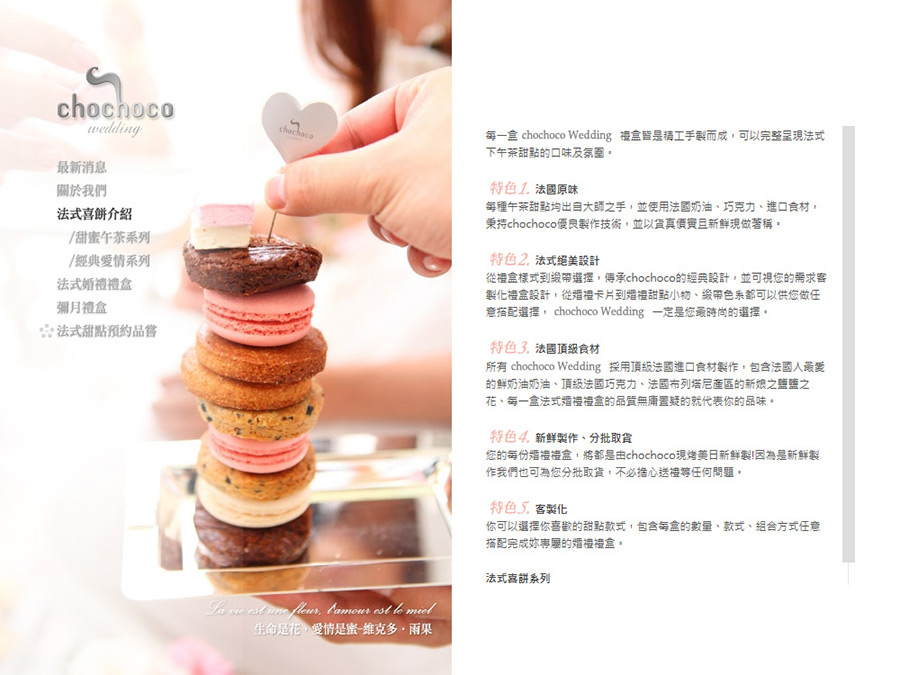 chochoco
wedding
最新消息
關於我們
法式喜餅介紹
/甜蜜午茶系列
/經典愛情系列
法式婚禮禮盒
彌月禮盒
法式甜點預約品嘗
chochoco
La vie est une fleur, l'amour est le miel
生命是花，愛情是蜜-維克多・雨果
每一盒 chochoco Wedding 禮盒皆是精工手製而成，可以完整呈現法式
下午茶甜點的口味及氛圍。
特色1. 法國原味
每種午茶甜點均出自大師之手，並使用法國奶油、巧克力、進口食材，
秉持chochoco優良製作技術，並以貨真價實且新鮮現做著稱。
特色2. 法式絕美設計
從禮盒樣式到緞帶選擇，傳承chochoco的經典設計，並可視您的需求客
製化禮盒設計，從婚禮卡片到婚禮甜點小物、緞帶色系都可以供您做任
意搭配選擇， chochoco Wedding 一定是您最時尚的選擇。
特色3. 法國頂級食材
所有 chochoco Wedding 採用頂級法國進口食材製作，包含法國人最愛
的鮮奶油奶油、頂級法國巧克力、法國布列塔尼產區的新娘之鹽鹽之
花、每一盒法式婚禮禮盒的品質無庸置疑的就代表你的品味。
特色4. 新鮮製作、分批取貨
您的每份婚禮禮盒，將都是由chochoco現烤美日新鮮製!因為是新鮮製
作我們也可為您分批取貨，不必擔心送禮等任何問題。
特色5. 客製化
你可以選擇你喜歡的甜點款式，包含每盒的數量、款式、組合方式任意
搭配完成妳專屬的婚禮禮盒。
法式喜餅系列